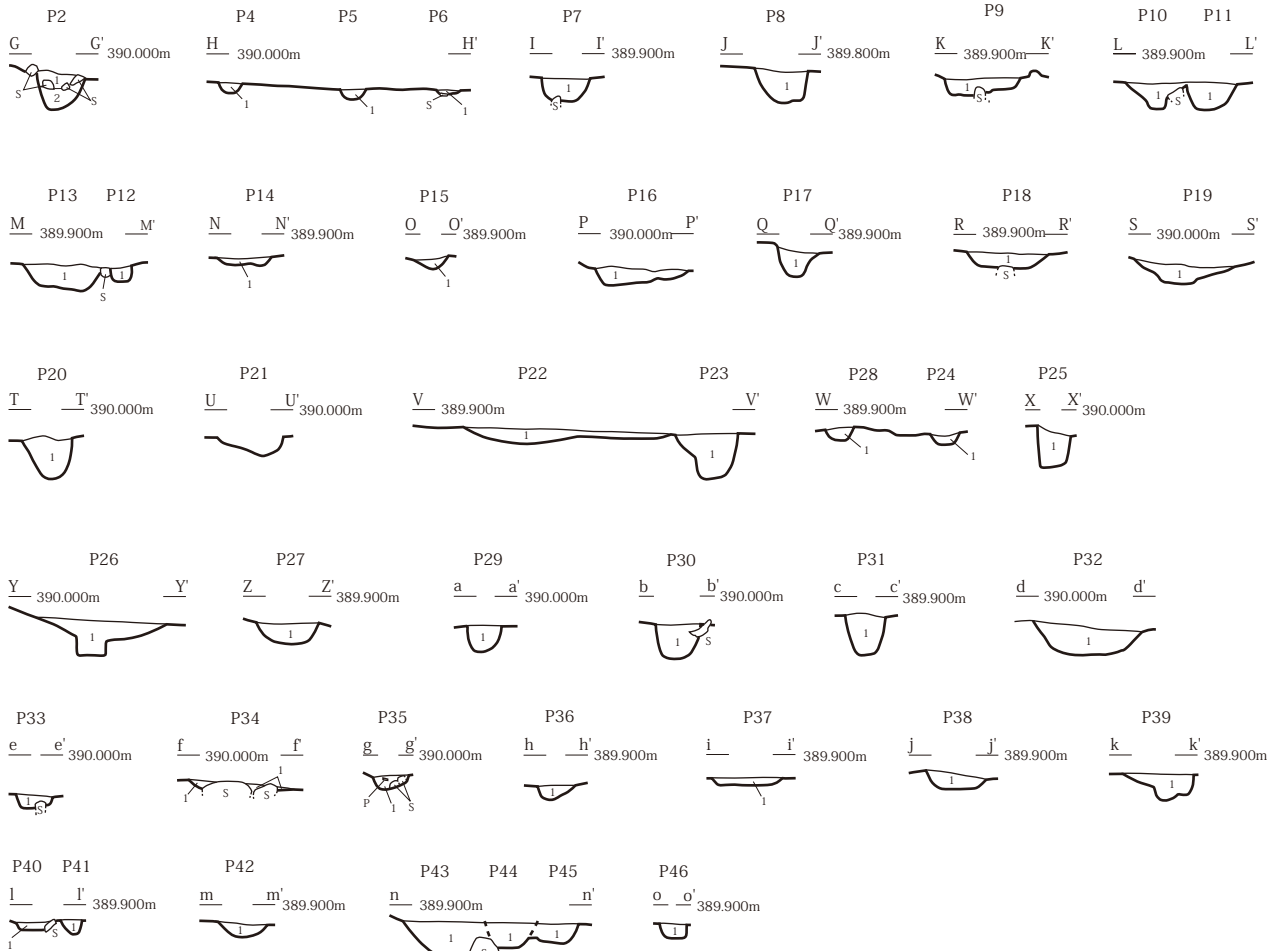 P2 P4 P5 P6 P7 P8 P9 P10 P11
G G' 390.000m H 390.000m H' I I' 389.900m J J' 389.800m K 389.900m K' L 389.900m L'
1 2 S S 1 1 S 1 1 S 1 1 S 1 S 1
P13 P12 P14 P15 P16 P17 P18 P19
M 389.900m M' N N' 389.900m O O' 389.900m P 390.000m P' Q Q' 389.900m R 389.900m R' S 390.000m S'
1 S 1 1 1 1 1 1 S 1
P20 P21 P22 P23 P28 P24 P25
T T' 390.000m U U' 390.000m V 389.900m V' W 389.900m W' X X' 390.000m
1 1 1 1 1 1
P26 P27 P29 P30 P31 P32
Y 390.000m Y' Z Z' 389.900m a a' 390.000m b b' 390.000m c c' 389.900m d 390.000m d'
1 1 1 1 S 1 1
P33 P34 P35 P36 P37 P38 P39
e e' 390.000m f 390.000m f' g g' 390.000m h h' 389.900m i i' 389.900m j j' 389.900m k k' 389.900m
1 S 1 S S 1 P 1 S 1 1 1 1
P40 P41 P42 P43 P44 P45 P46
l l' 389.900m m m' 389.900m n 389.900m n' o o' 389.900m
1 S 1 1 1 S 1 1 1